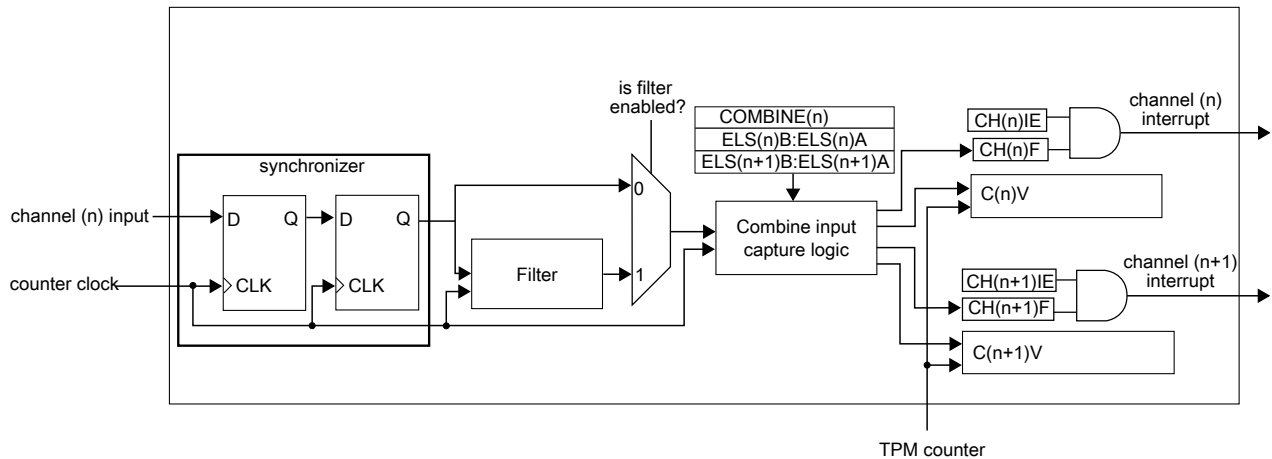 is filter
enabled?
COMBINE(n)
ELS(n)B:ELS(n)A
ELS(n+1)B:ELS(n+1)A
synchronizer
channel (n) input
D
Q
D
Q
counter clock
CLK
CLK
Filter
0
1
Combine input
capture logic
CH(n)IE
CH(n)F
channel (n)
interrupt
C(n)V
CH(n+1)IE
CH(n+1)F
channel (n+1)
interrupt
C(n+1)V
TPM counter